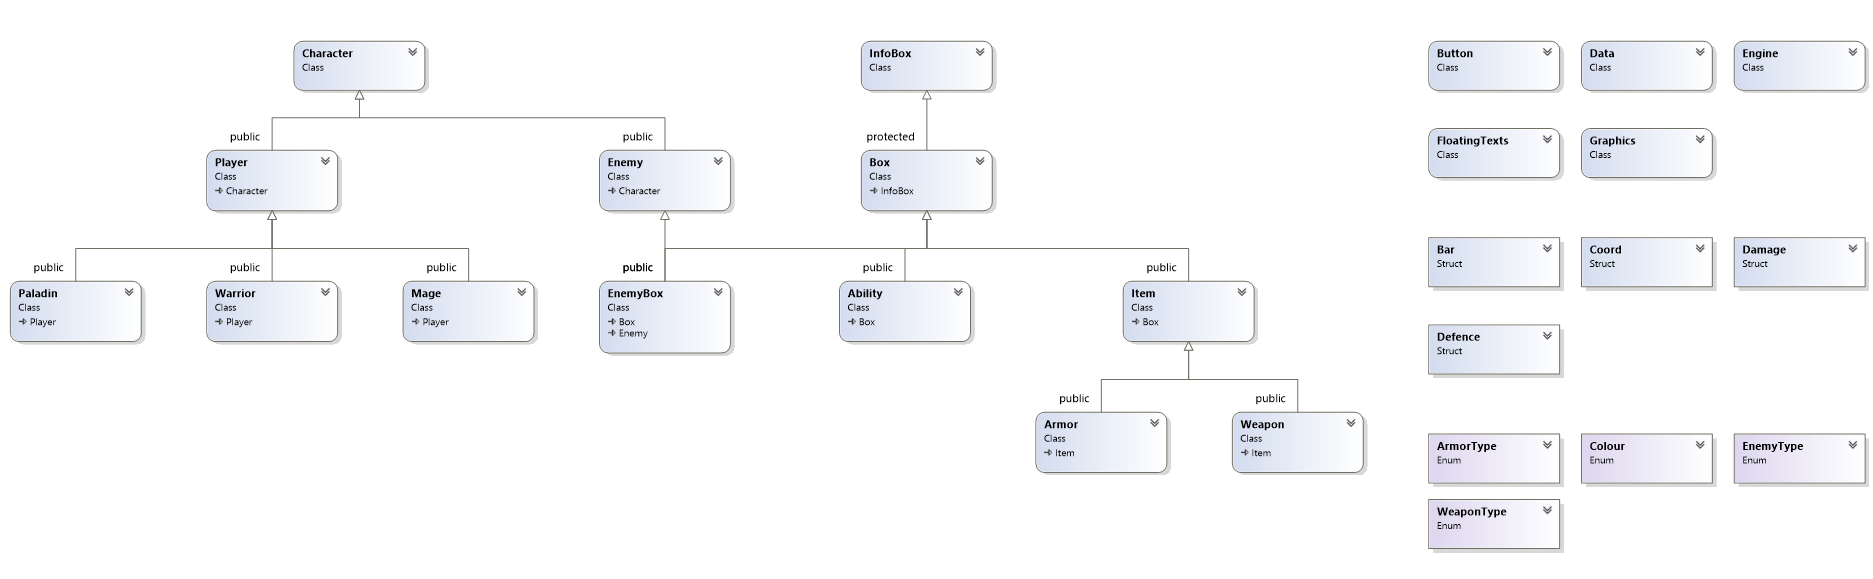 Character
Class
InfoBox
Class
Button
Class
Data
Class
Engine
Class
public
public
protected
FloatingTexts
Class
Graphics
Class
Player
Class
Character
Enemy
Class
Character
Box
Class
InfoBox
public
public
public
public
public
public
Bar
Struct
Coord
Struct
Damage
Struct
Paladin
Class
Player
Warrior
Class
Player
Mage
Class
Player
EnemyBox
Class
Box
Enemy
Ability
Class
Box
Item
Class
Box
Defence
Struct
public
public
Armor
Class
Item
Weapon
Class
Item
ArmorType
Enum
Colour
Enum
EnemyType
Enum
WeaponType
Enum